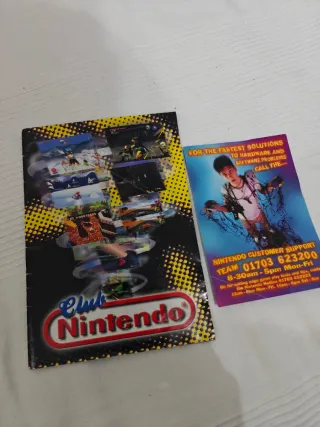 Club
Nintendo
FOR THE FASTEST SOLUTIONS
TO HARDWARE AND
SOFTWARE PROBLEMS
CALL THE...
NINTENDO CUSTOMER SUPPORT
TEAM 01703 623200
8-30am - 5pm Mon-Fri.